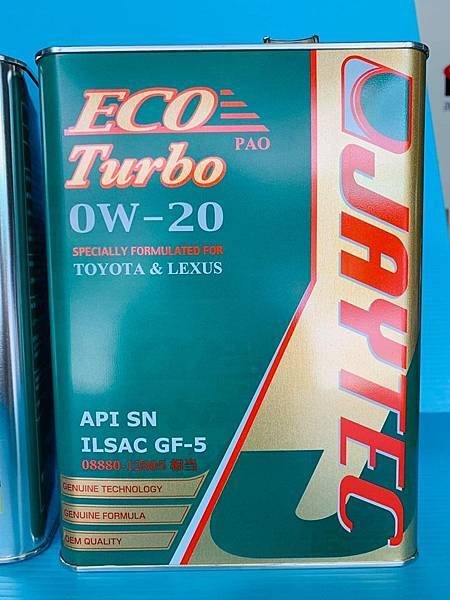 ECO
PAO
Turbo
0W-20
SPECIALLY FORMULATED FOR
TOYOTA & LEXUS
JAYTEC
API SN
ILSAC GF-5
08880-12605 相当
GENUINE TECHNOLOGY
GENUINE FORMULA
OEM QUALITY